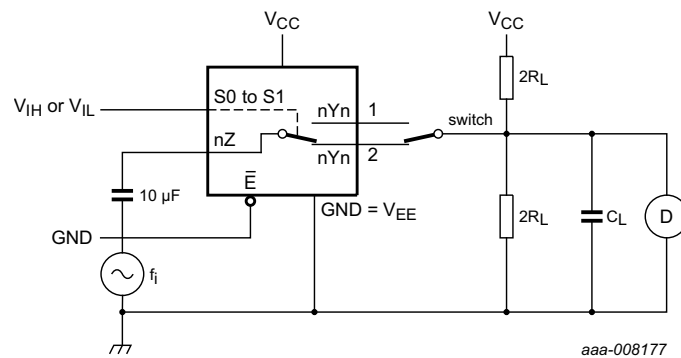 VCC
VCC
2RL
S0 to S1
VIH or VIL
nYn
1
switch
nZ
nYn
2
10 μF
E̅
GND = VEE
2RL
CL
D
GND
fi
aaa-008177